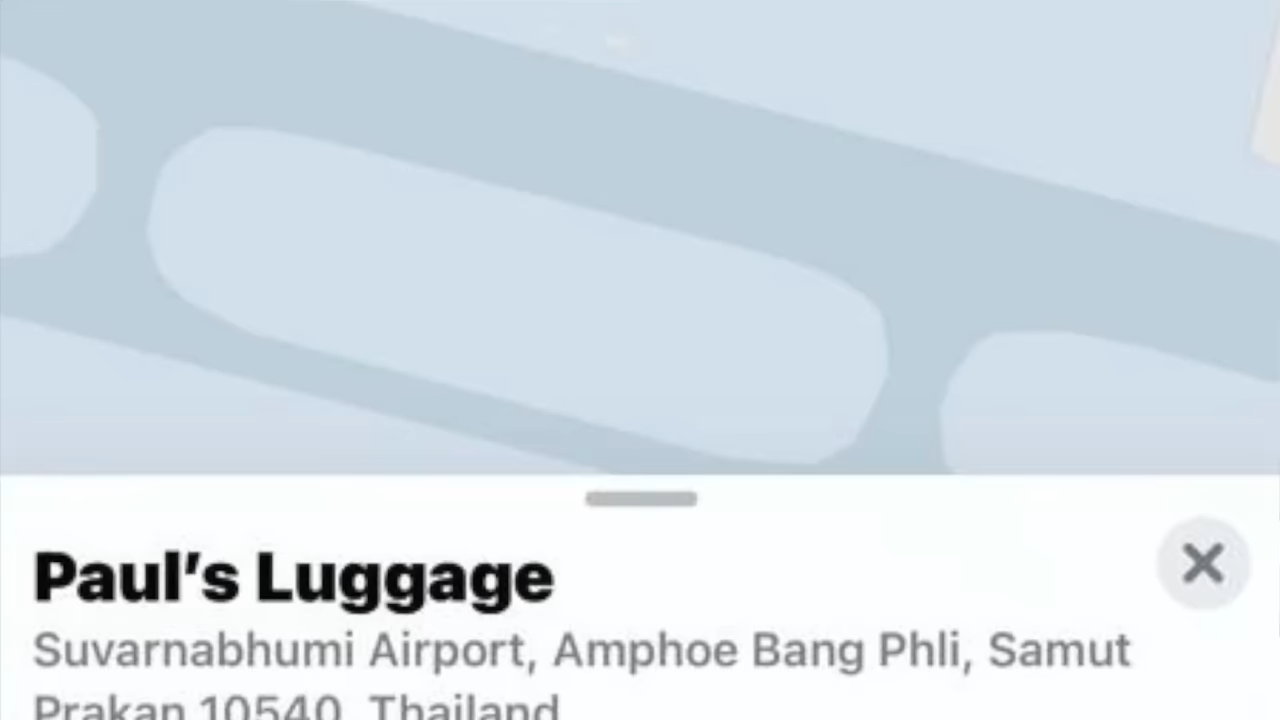 Paul’s Luggage
Suvarnabhumi Airport, Amphoe Bang Phli, Samut
Prakan 10540, Thailand